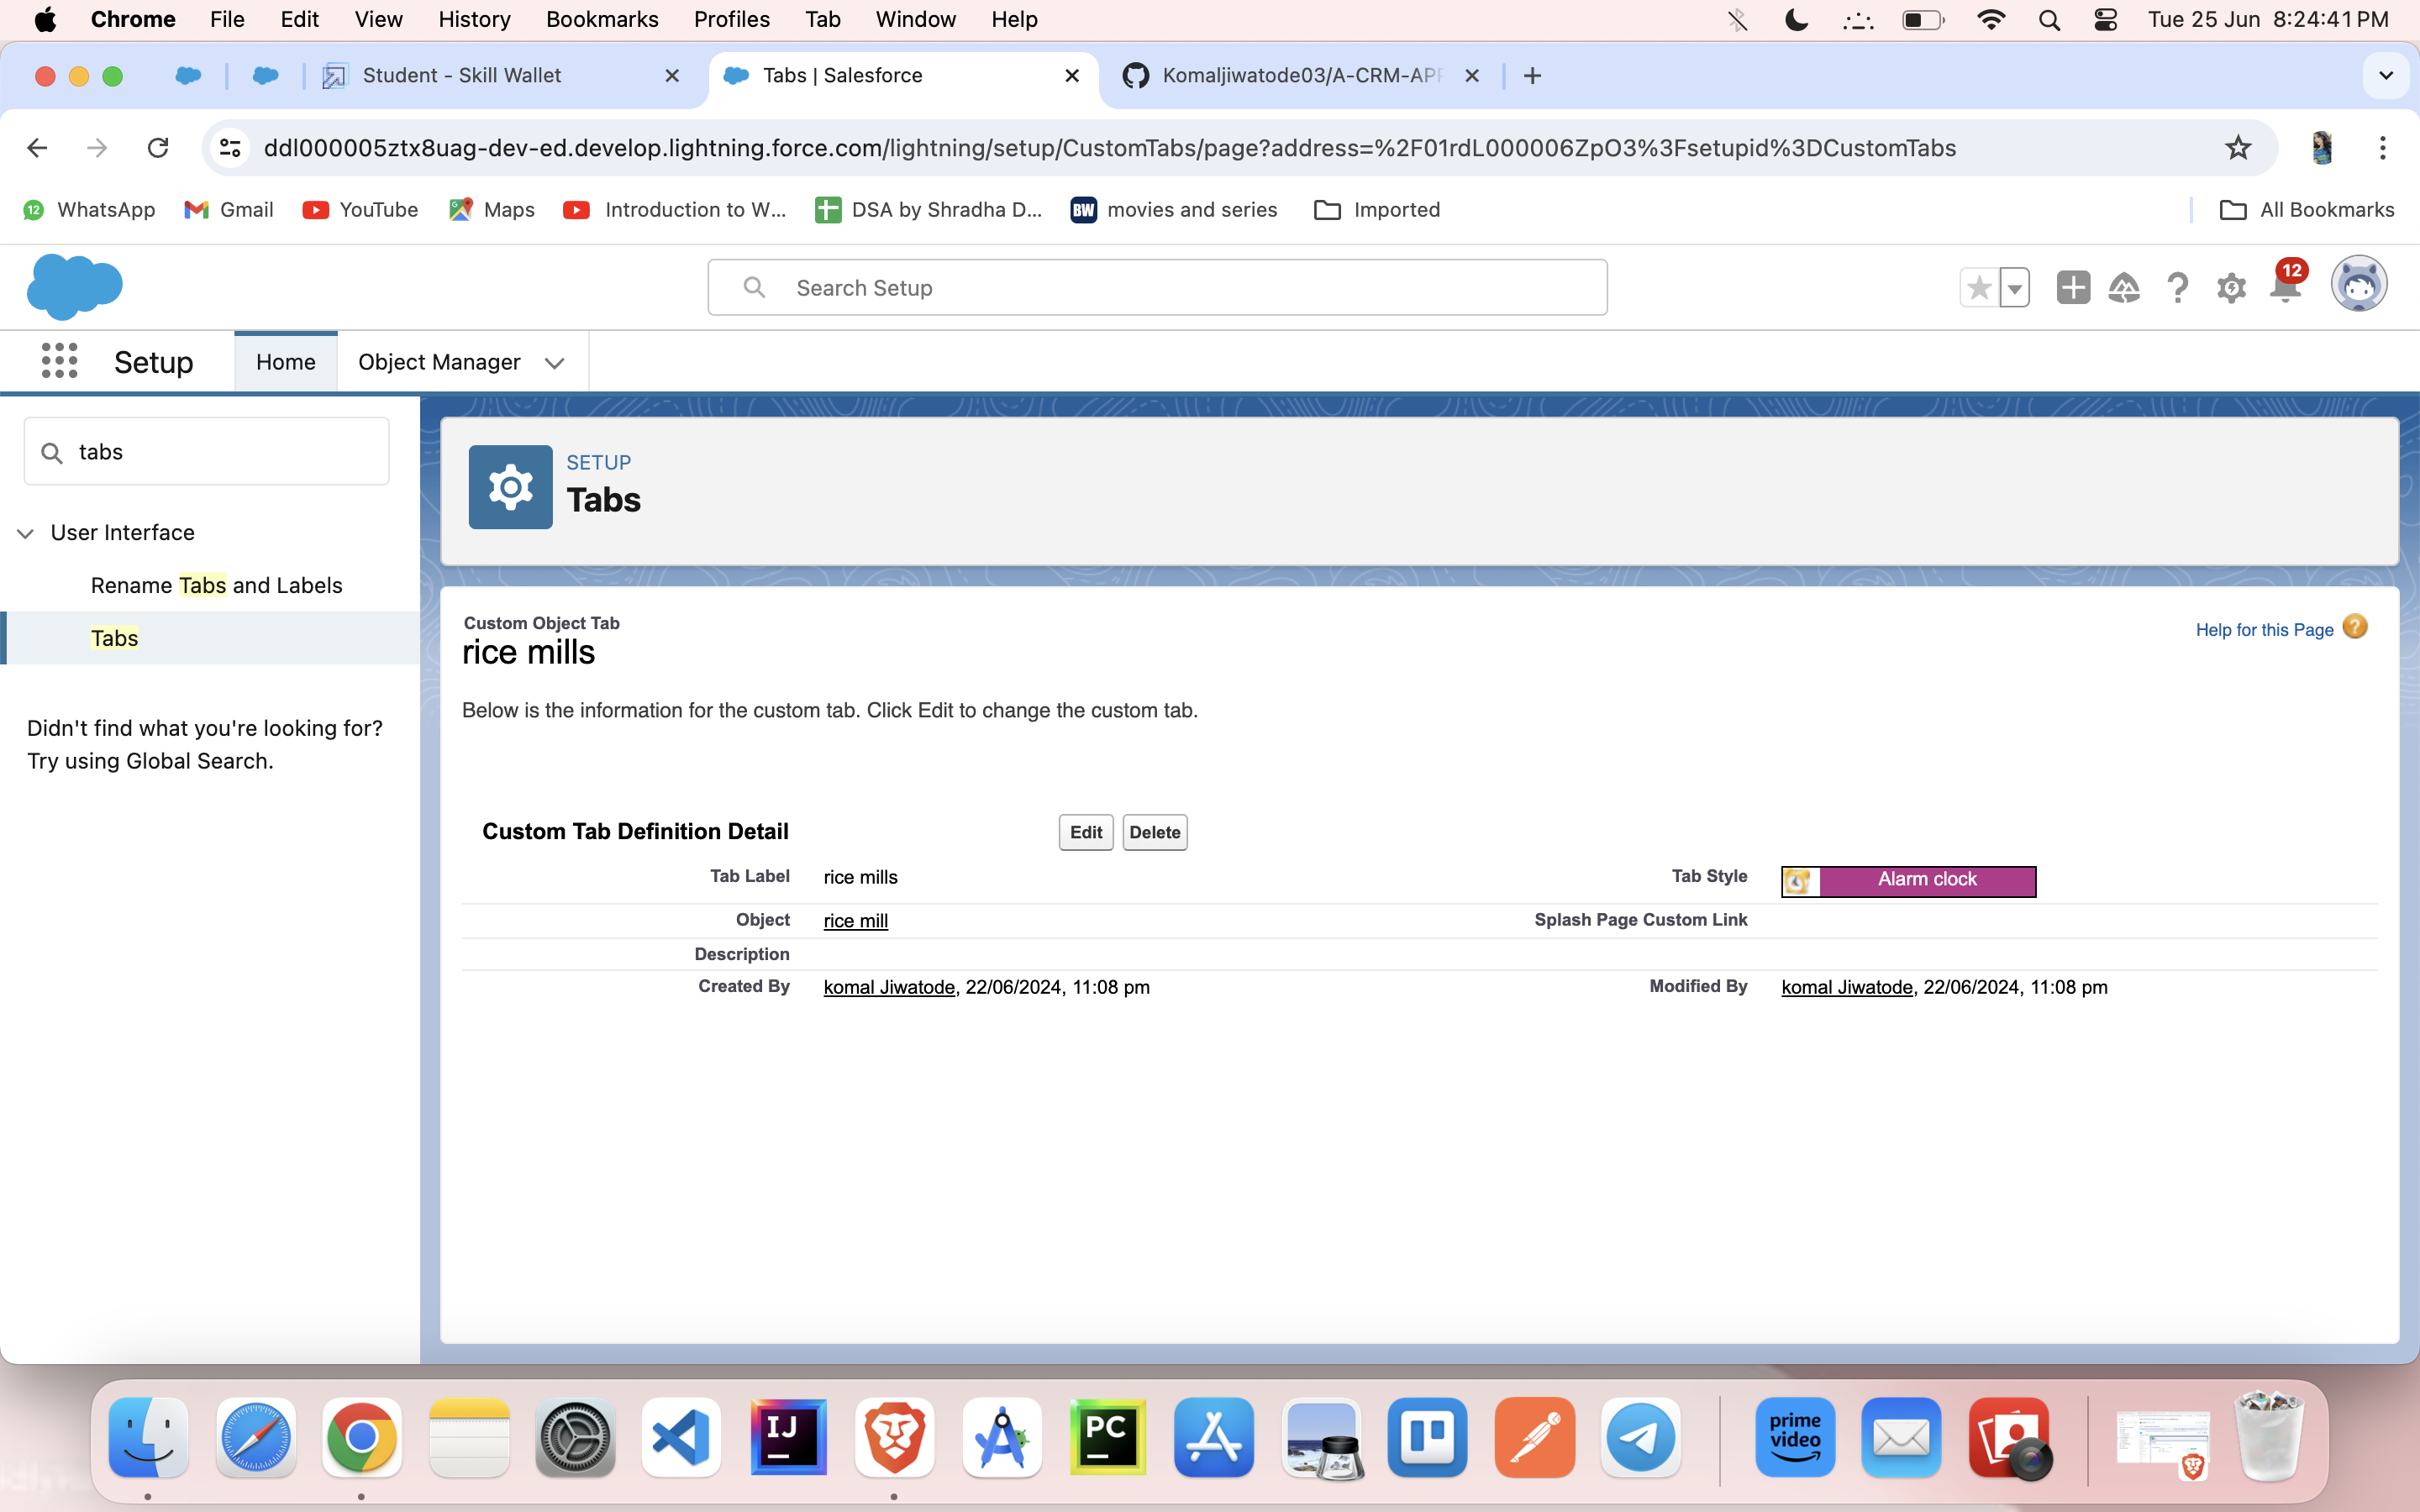 Chrome File Edit View History Bookmarks Profiles Tab Window Help Tue 25 Jun 8:24:41 PM
Student - Skill Wallet Tabs | Salesforce Komaljiwatode03/A-CRM-APP
ddl000005ztx8uag-dev-ed.develop.lightning.force.com/lightning/setup/CustomTabs/page?address=%2F01rdL000006ZpO3%3Fsetupid%3DCustomTabs
12 WhatsApp Gmail YouTube Maps Introduction to W... DSA by Shradha D... BW movies and series Imported All Bookmarks
Search Setup 12
Setup Home Object Manager
tabs
User Interface
Rename Tabs and Labels
Tabs
Didn't find what you're looking for?
Try using Global Search.
SETUP
Tabs
Custom Object Tab
rice mills
Help for this Page ?
Below is the information for the custom tab. Click Edit to change the custom tab.
Custom Tab Definition Detail Edit Delete
Tab Label rice mills Tab Style Alarm clock
Object rice mill Splash Page Custom Link
Description
Created By komal Jiwatode, 22/06/2024, 11:08 pm Modified By komal Jiwatode, 22/06/2024, 11:08 pm
IJ PC prime video